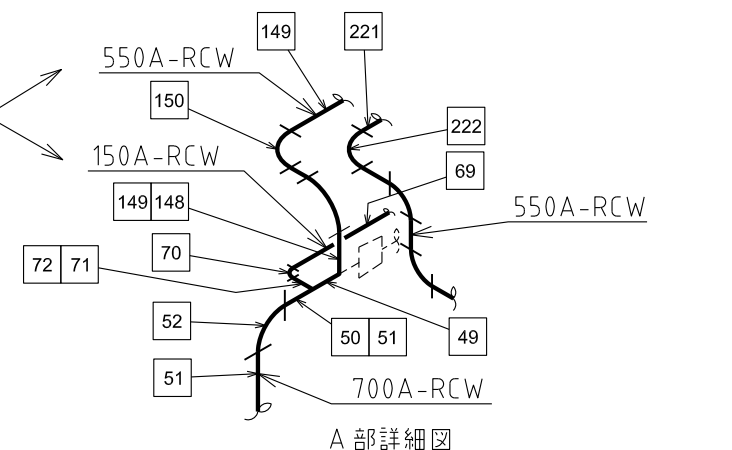 149 221
550A-RCW
150
222
150A-RCW
69
149 148
550A-RCW
70
72 71
52
50 51
49
51
700A-RCW
A部詳細図